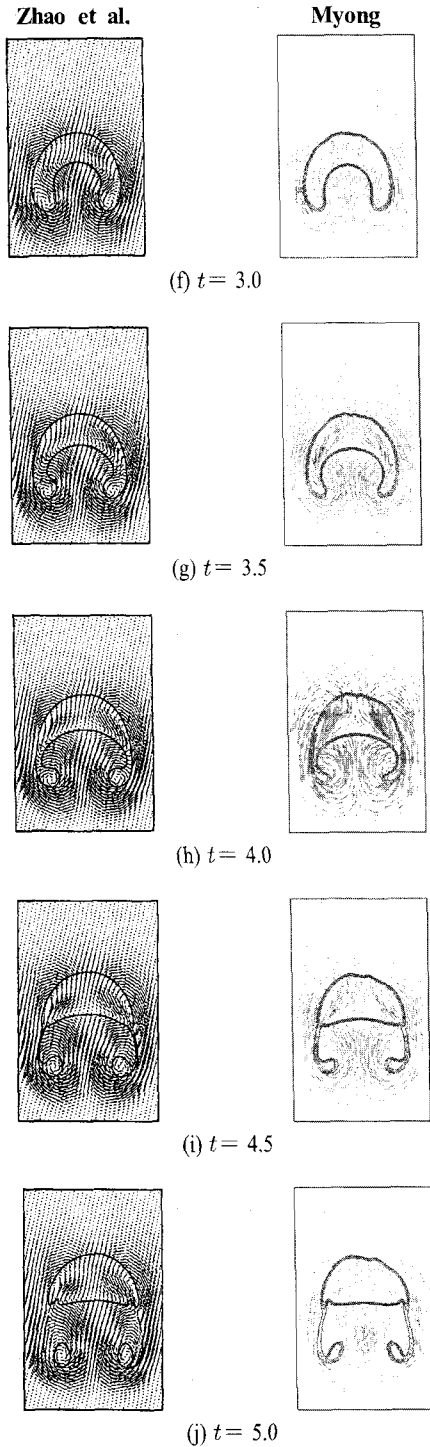 Zhao et al. Myong
(f) t = 3.0
(g) t = 3.5
(h) t = 4.0
(i) t = 4.5
(j) t = 5.0